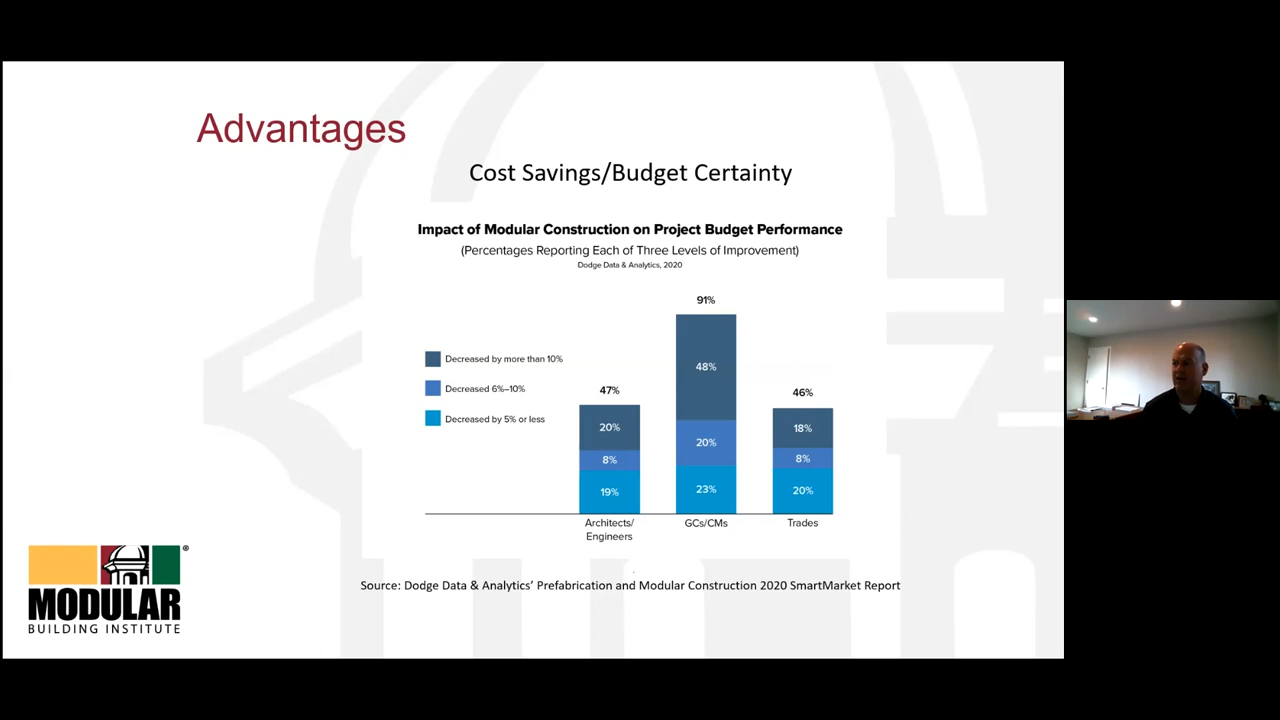 Advantages
Cost Savings/Budget Certainty
Impact of Modular Construction on Project Budget Performance
(Percentages Reporting Each of Three Levels of Improvement)
Dodge Data & Analytics, 2020
91%
Decreased by more than 10%
48%
Decreased 6%–10%
47%
46%
Decreased by 5% or less
20%
18%
20%
8%
8%
19%
23%
20%
Architects/
Engineers
GCs/CMs
Trades
Source: Dodge Data & Analytics’ Prefabrication and Modular Construction 2020 SmartMarket Report
®
MODULAR
BUILDING INSTITUTE